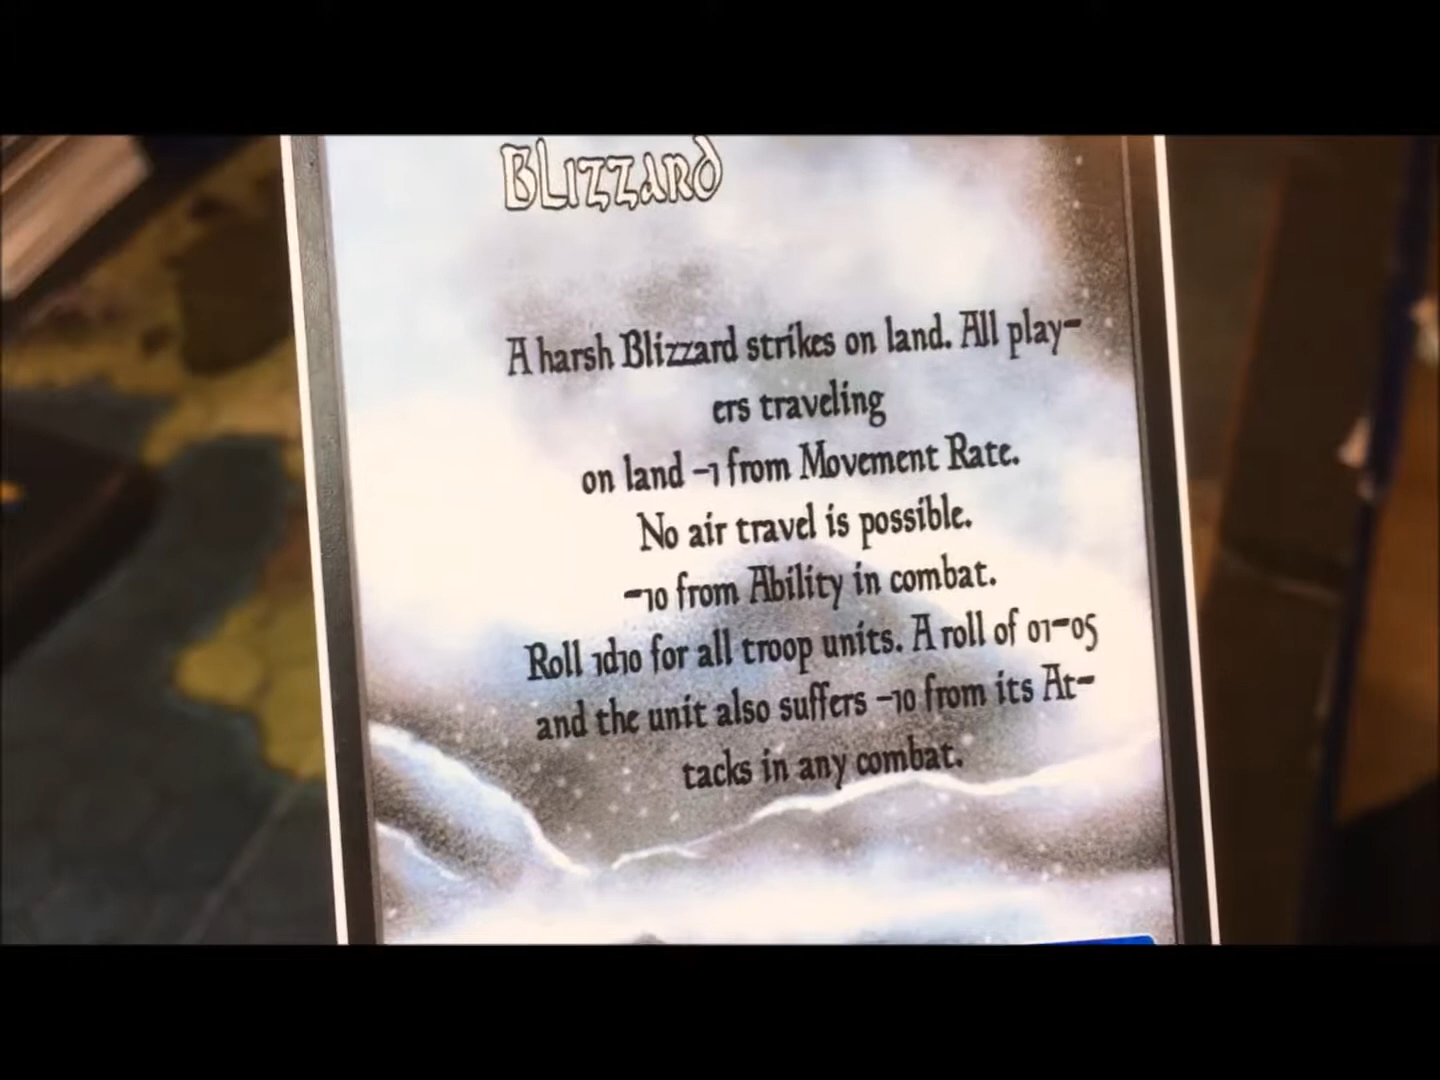 Blizzard
A harsh Blizzard strikes on land. All play-
ers traveling
on land -1 from Movement Rate.
No air travel is possible.
-10 from Ability in combat.
Roll 1d10 for all troop units. A roll of 01-05
and the unit also suffers -10 from its At-
tacks in any combat.